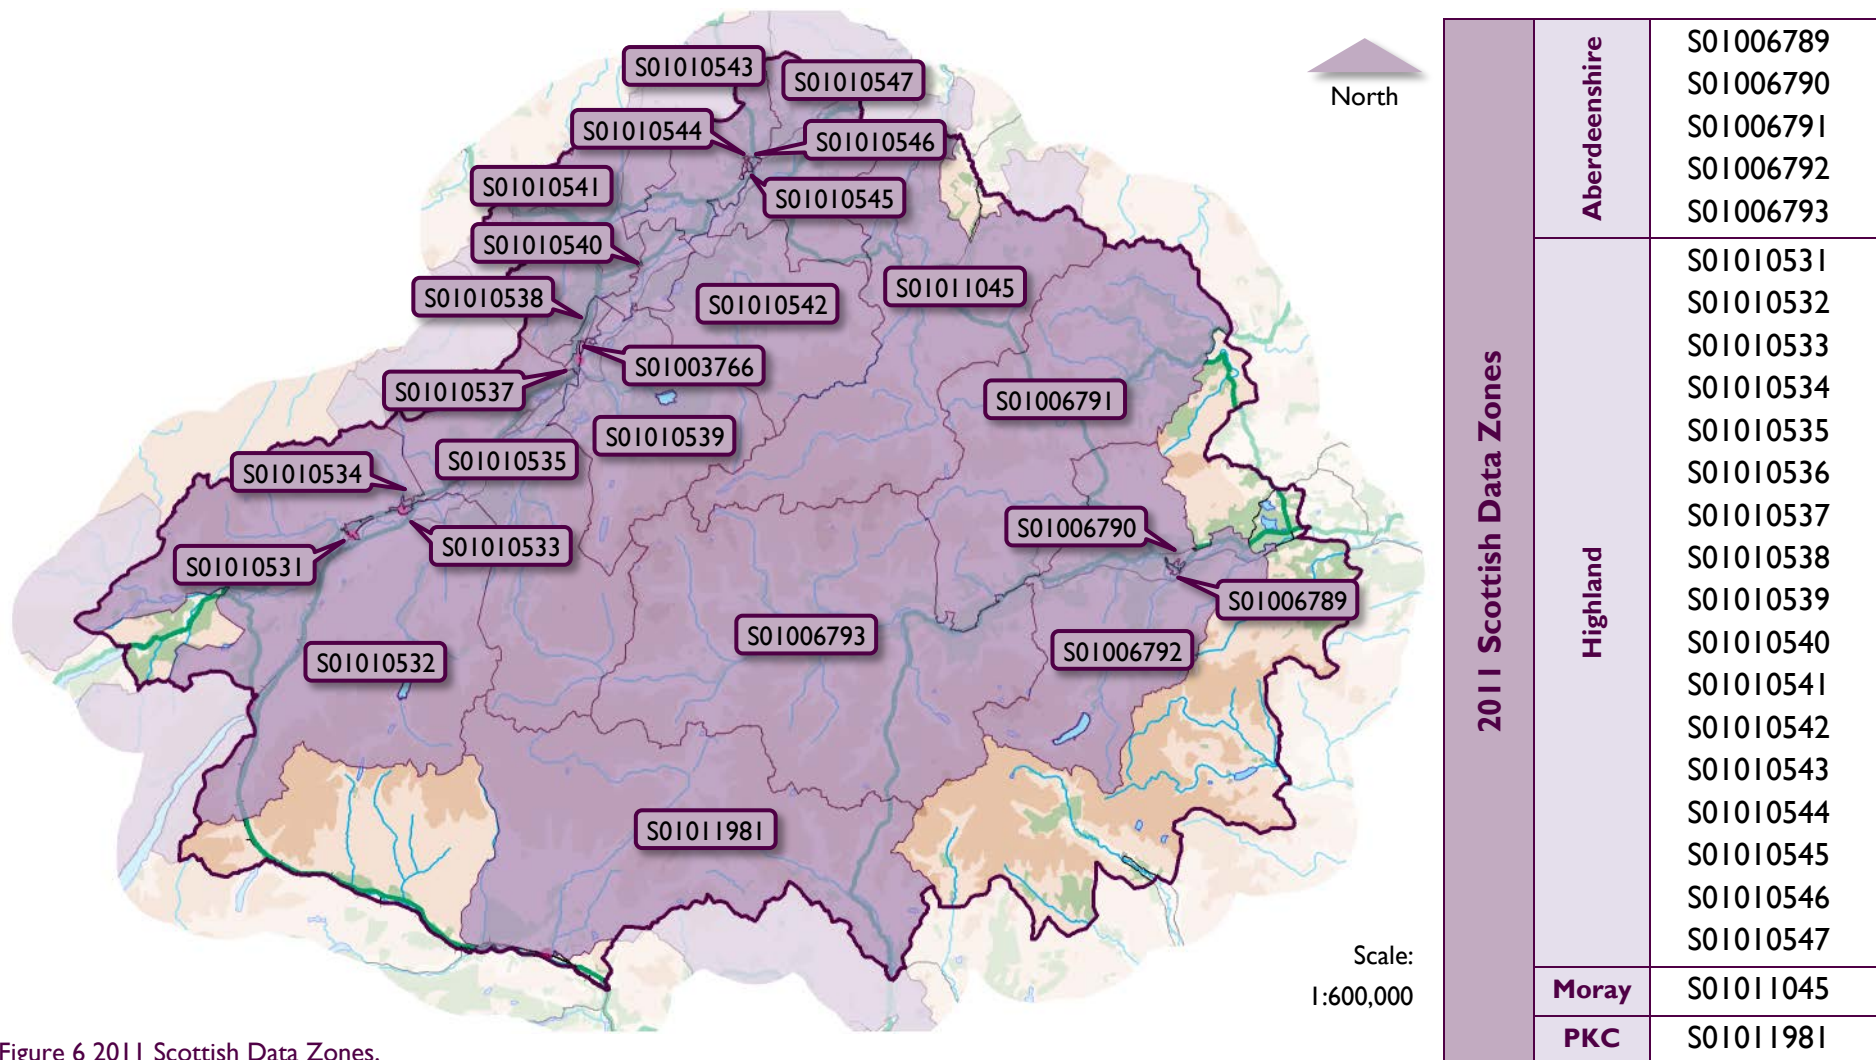 S01010543
S01010547
S01010544
S01010546
S01010541
S01010545
S01010540
S01010538
S01010542
S01011045
S01003766
S01010537
S01006791
S01010539
S01010535
S01010534
S01010533
S01010531
S01006790
S01006789
S01006793
S01006792
S01010532
S01011981
North
Scale:
1:600,000
2011 Scottish Data Zones
Aberdeenshire
S01006789
S01006790
S01006791
S01006792
S01006793
Highland
S01010531
S01010532
S01010533
S01010534
S01010535
S01010536
S01010537
S01010538
S01010539
S01010540
S01010541
S01010542
S01010543
S01010544
S01010545
S01010546
S01010547
Moray
S01011045
PKC
S01011981
Figure 6 2011 Scottish Data Zones.